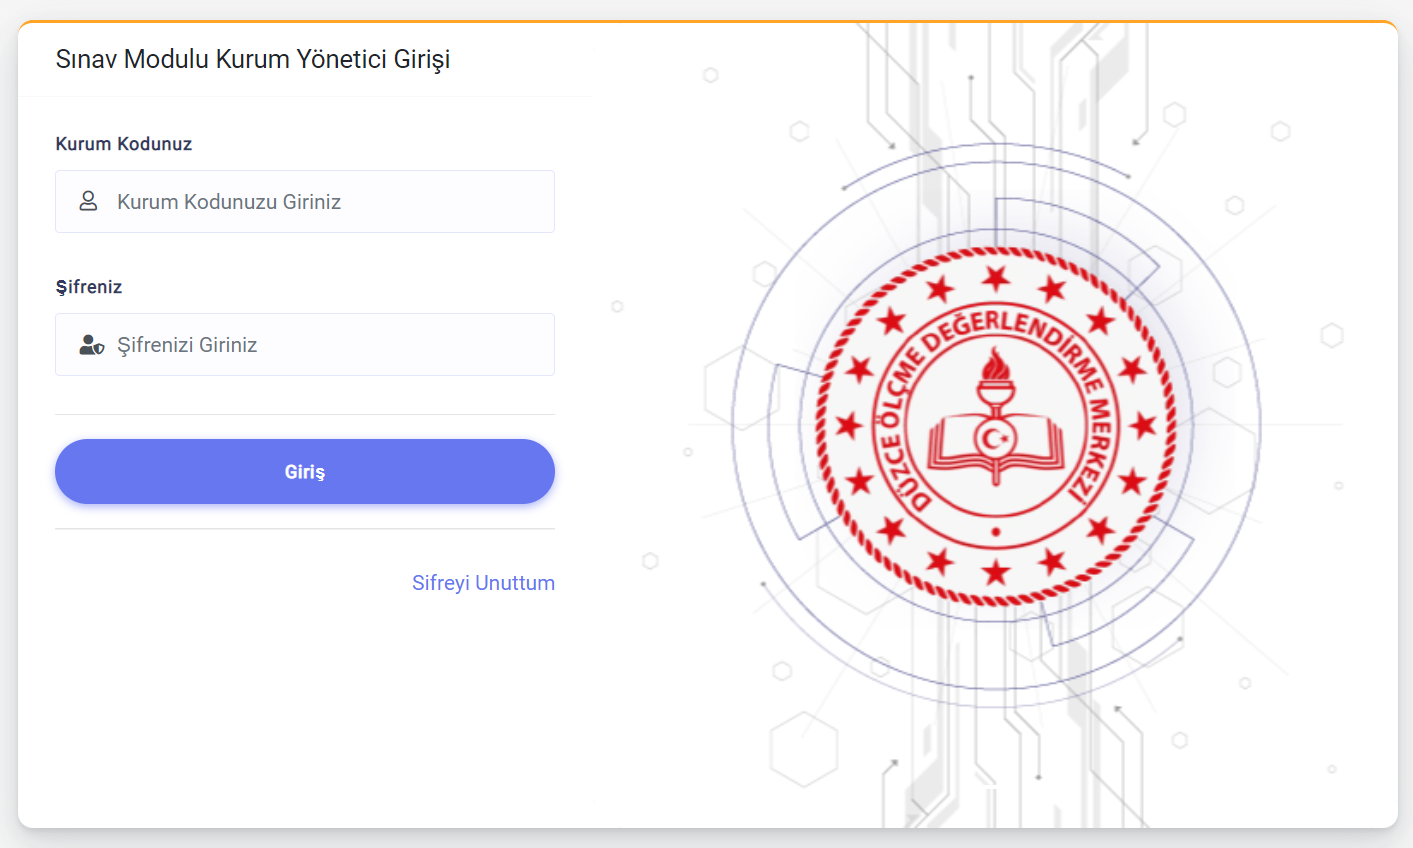 Sınav Modulu Kurum Yönetici Girişi
Kurum Kodunuz
Kurum Kodunuzu Giriniz
Şifreniz
Şifrenizi Giriniz
Giriş
Sifreyi Unuttum
DÜZCE ÖLÇME DEĞERLENDİRME MERKEZİ